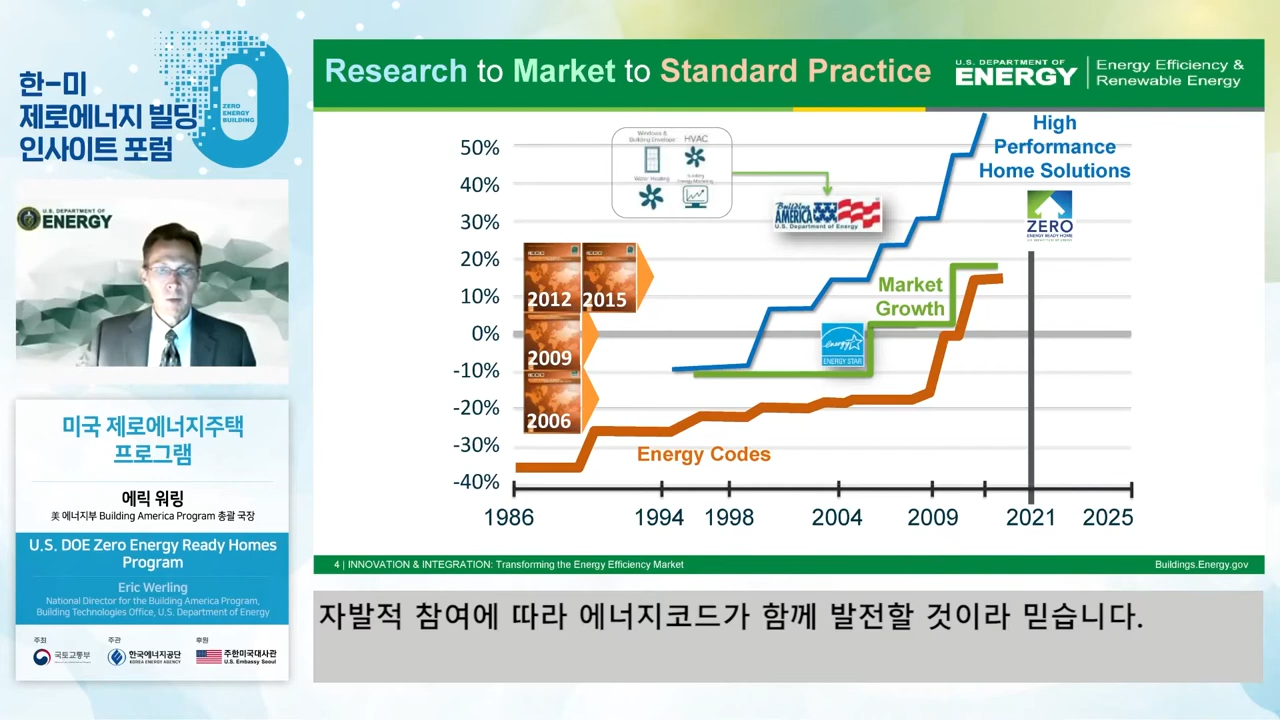 한-미
제로에너지 빌딩
인사이트 포럼
ZERO
ENERGY
BUILDING
U.S. DEPARTMENT OF
ENERGY
미국 제로에너지주택
프로그램
에릭 워링
美 에너지부 Building America Program 총괄 국장
U.S. DOE Zero Energy Ready Homes
Program
Eric Werling
National Director for the Building America Program,
Building Technologies Office, U.S. Department of Energy
주최
국토교통부
주관
한국에너지공단
KOREA ENERGY AGENCY
후원
주한미국대사관
U.S. Embassy Seoul
Research to Market to Standard Practice
U.S. DEPARTMENT OF
ENERGY
Energy Efficiency &
Renewable Energy
50%
40%
30%
20%
10%
0%
-10%
-20%
-30%
-40%
Windows &
Building Envelope
HVAC
Water Heating
Building
AMERICA
U.S. Department of Energy
High
Performance
Home Solutions
ZERO
ENERGY READY HOME
2012
2015
2009
2006
Market
Growth
energy
ENERGY STAR
Energy Codes
1986
1994
1998
2004
2009
2021
2025
4 | INNOVATION & INTEGRATION: Transforming the Energy Efficiency Market
Buildings.Energy.gov
자발적 참여에 따라 에너지코드가 함께 발전할 것이라 믿습니다.